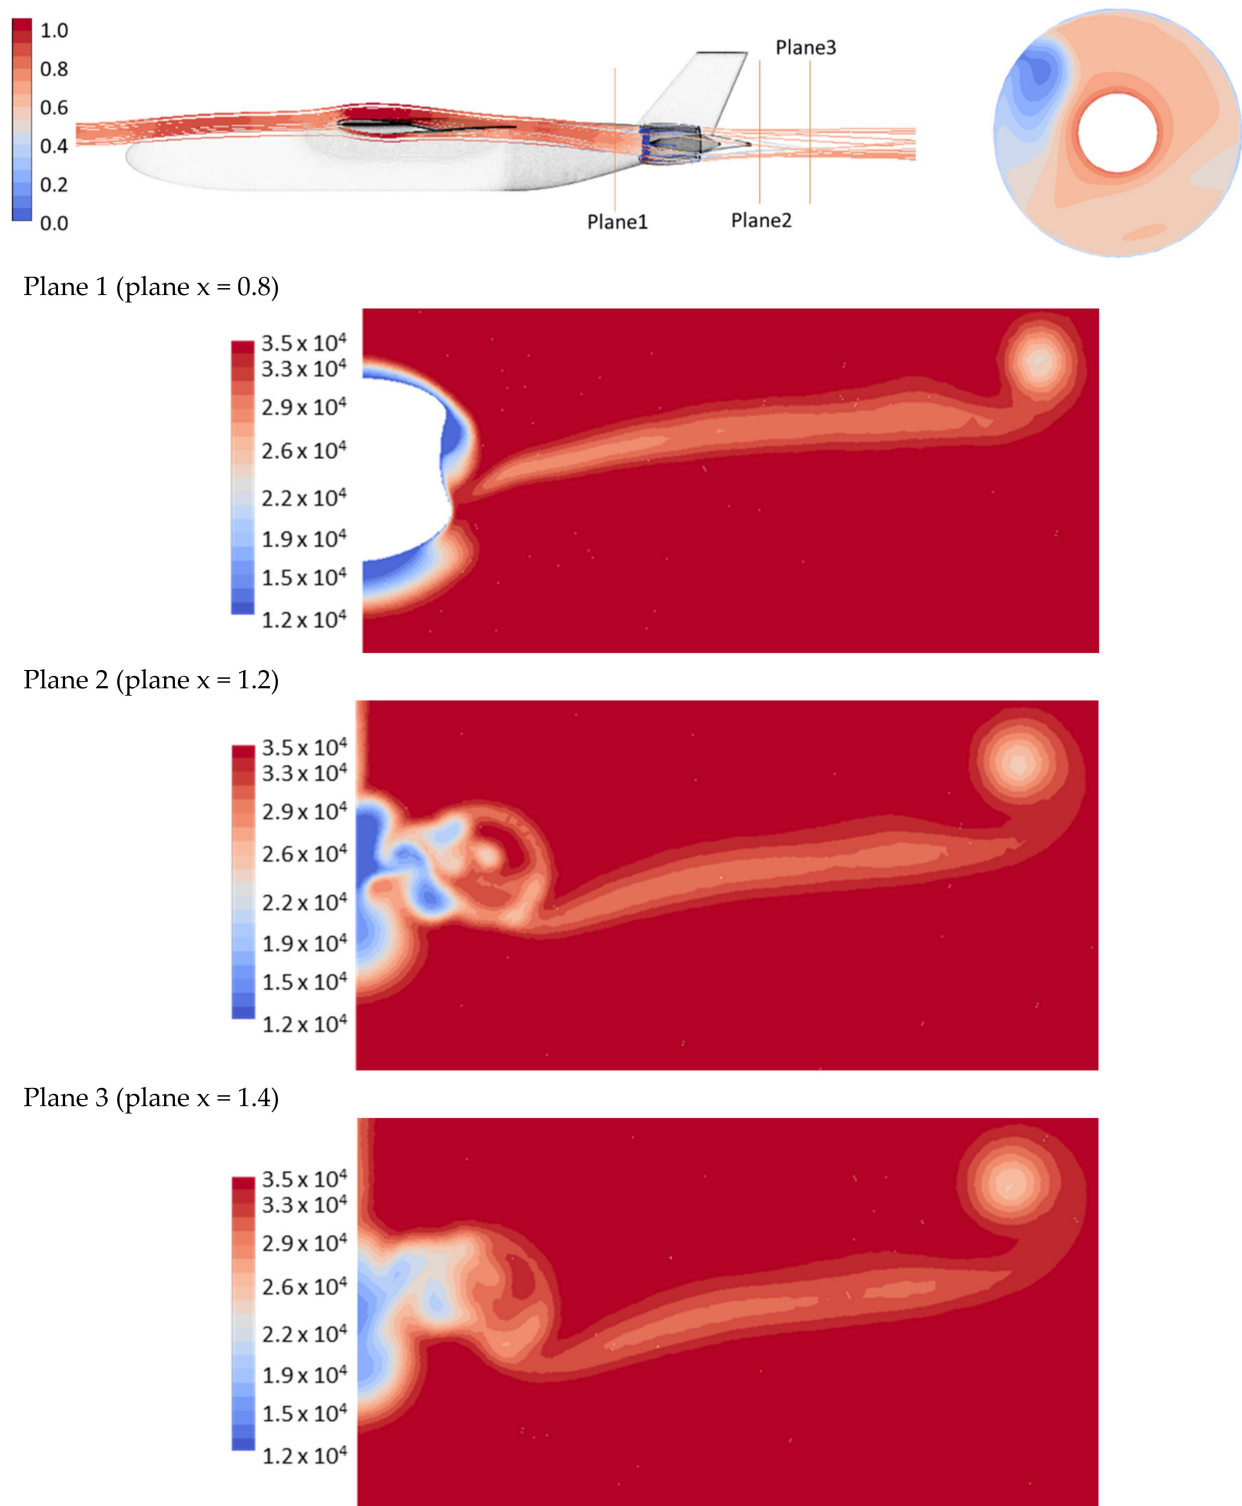 1.0
0.8
0.6
0.4
0.2
0.0
Plane3
Plane1
Plane2
Plane 1 (plane x = 0.8)
3.5 x 10⁴
3.3 x 10⁴
2.9 x 10⁴
2.6 x 10⁴
2.2 x 10⁴
1.9 x 10⁴
1.5 x 10⁴
1.2 x 10⁴
Plane 2 (plane x = 1.2)
3.5 x 10⁴
3.3 x 10⁴
2.9 x 10⁴
2.6 x 10⁴
2.2 x 10⁴
1.9 x 10⁴
1.5 x 10⁴
1.2 x 10⁴
Plane 3 (plane x = 1.4)
3.5 x 10⁴
3.3 x 10⁴
2.9 x 10⁴
2.6 x 10⁴
2.2 x 10⁴
1.9 x 10⁴
1.5 x 10⁴
1.2 x 10⁴